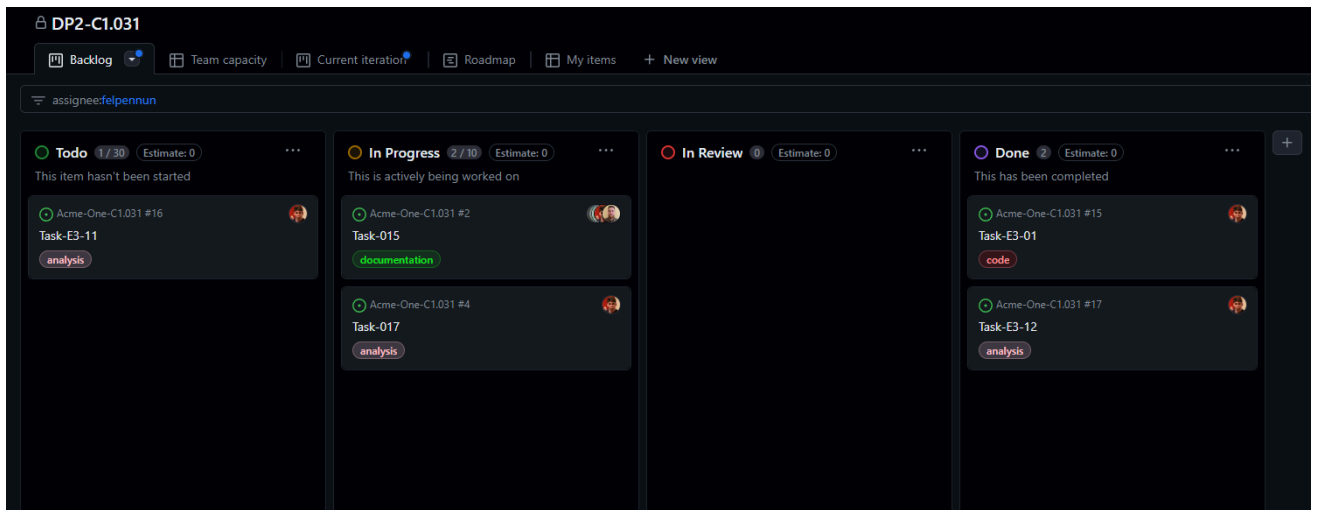 DP2-C1.031
Backlog
Team capacity
Current iteration
Roadmap
My items
+ New view
assignee:felpennun
Todo 1 / 30 Estimate: 0 ...
This item hasn't been started
Acme-One-C1.031 #16
Task-E3-11
analysis
In Progress 2 / 10 Estimate: 0 ...
This is actively being worked on
Acme-One-C1.031 #2
Task-015
documentation
Acme-One-C1.031 #4
Task-017
analysis
In Review 0 Estimate: 0 ...
Done 2 Estimate: 0 ...
This has been completed
Acme-One-C1.031 #15
Task-E3-01
code
Acme-One-C1.031 #17
Task-E3-12
analysis
+